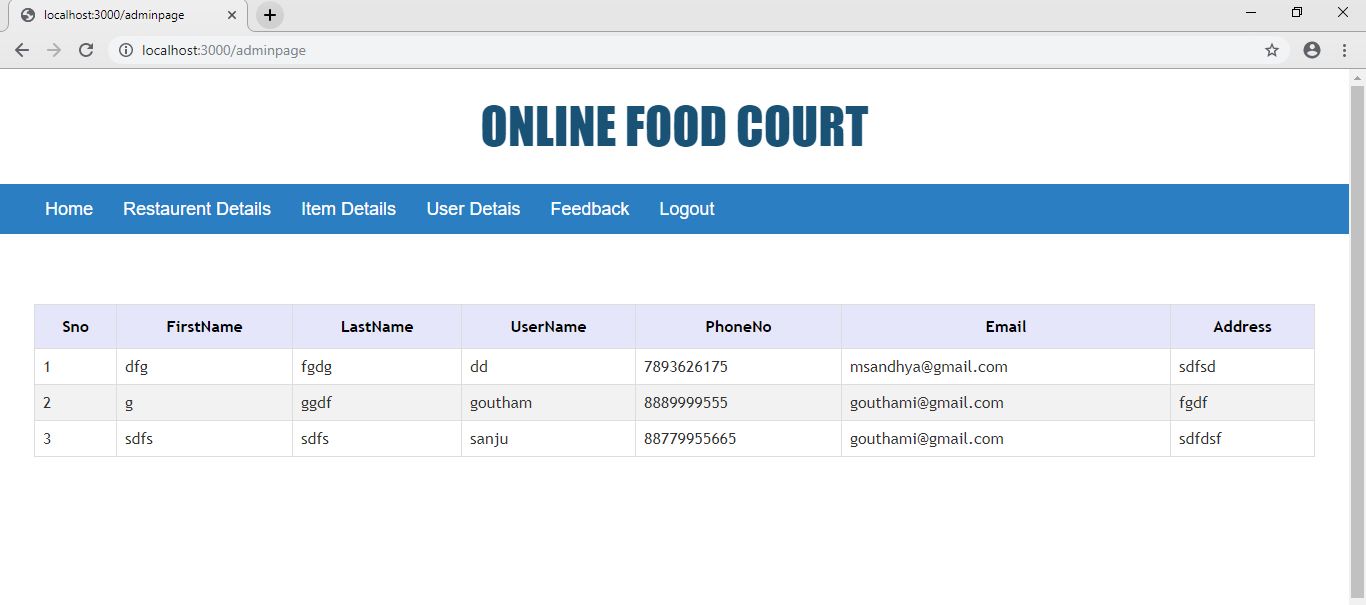 localhost:3000/adminpage
localhost:3000/adminpage
ONLINE FOOD COURT
Home Restaurent Details Item Details User Detais Feedback Logout
Sno FirstName LastName UserName PhoneNo Email Address
1 dfg fgdg dd 7893626175 msandhya@gmail.com sdfsd
2 g ggdf goutham 8889999555 gouthami@gmail.com fgdf
3 sdfs sdfs sanju 88779955665 gouthami@gmail.com sdfdsf